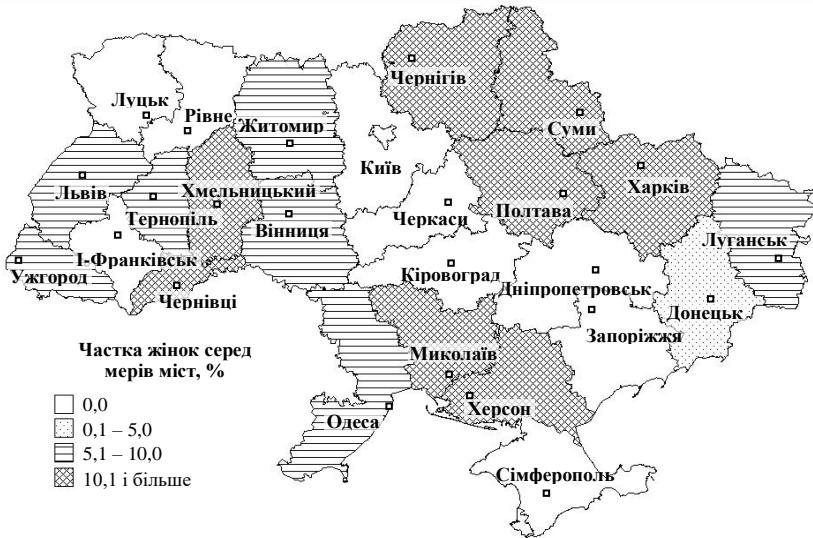 Чернігів
Луцьк
Рівне
Житомир
Суми
Київ
Харків
Львів
Хмельницький
Тернопіль
Черкаси
Полтава
Вінниця
Луганськ
І-Франківськ
Ужгород
Кіровоград
Дніпропетровськ
Чернівці
Донецьк
Запоріжжя
Частка жінок серед
мерів міст, %
Миколаїв
0,0
Херсон
0,1 – 5,0
Одеса
5,1 – 10,0
10,1 і більше
Сімферополь